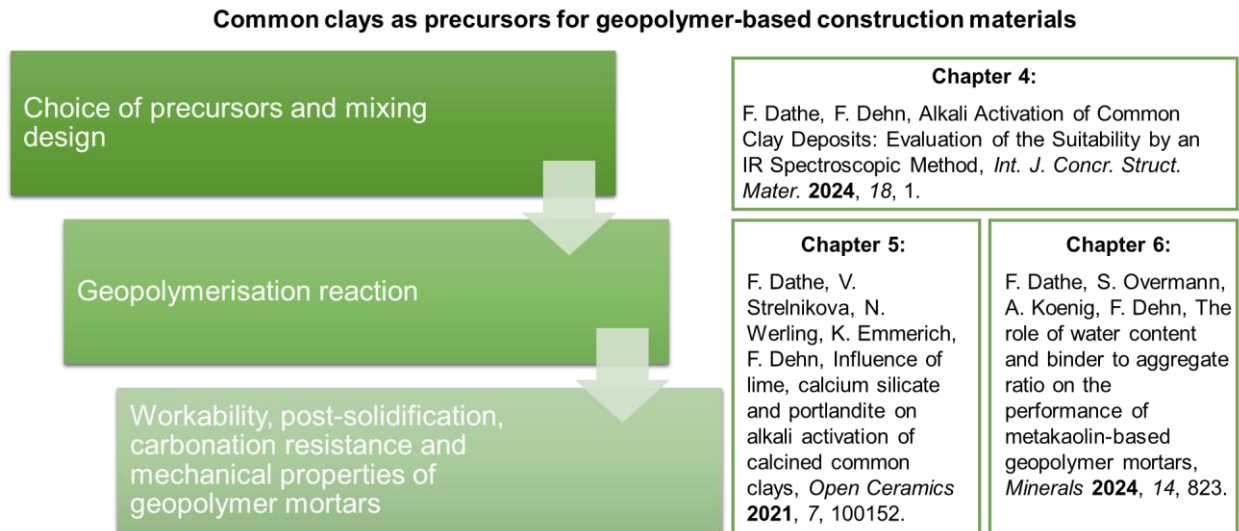 Common clays as precursors for geopolymer-based construction materials
Choice of precursors and mixing
design
Geopolymerisation reaction
Workability, post-solidification,
carbonation resistance and
mechanical properties of
geopolymer mortars
Chapter 4:
F. Dathe, F. Dehn, Alkali Activation of Common
Clay Deposits: Evaluation of the Suitability by an
IR Spectroscopic Method, Int. J. Concr. Struct.
Mater. 2024, 18, 1.
Chapter 5:
F. Dathe, V.
Strelnikova, N.
Werling, K. Emmerich,
F. Dehn, Influence of
lime, calcium silicate
and portlandite on
alkali activation of
calcined common
clays, Open Ceramics
2021, 7, 100152.
Chapter 6:
F. Dathe, S. Overmann,
A. Koenig, F. Dehn, The
role of water content
and binder to aggregate
ratio on the
performance of
metakaolin-based
geopolymer mortars,
Minerals 2024, 14, 823.